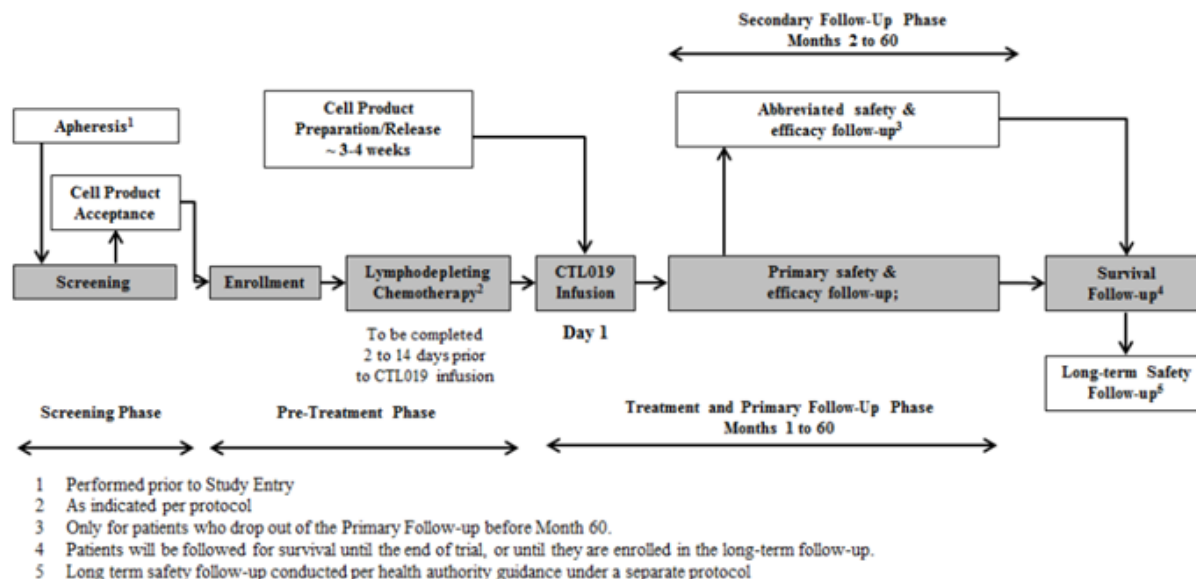 Secondary Follow-Up Phase
Months 2 to 60
Apheresis1
Cell Product
Preparation/Release
~ 3-4 weeks
Abbreviated safety &
efficacy follow-up3
Cell Product
Acceptance
Screening
Enrollment
Lymphodepleting
Chemotherapy2
CTL019
Infusion
Primary safety &
efficacy follow-up;
Survival
Follow-up4
To be completed
2 to 14 days prior
to CTL019 infusion
Day 1
Long-term Safety
Follow-up5
Screening Phase
Pre-Treatment Phase
Treatment and Primary Follow-Up Phase
Months 1 to 60
1 Performed prior to Study Entry
2 As indicated per protocol
3 Only for patients who drop out of the Primary Follow-up before Month 60.
4 Patients will be followed for survival until the end of trial, or until they are enrolled in the long-term follow-up.
5 Long term safety follow-up conducted per health authority guidance under a separate protocol